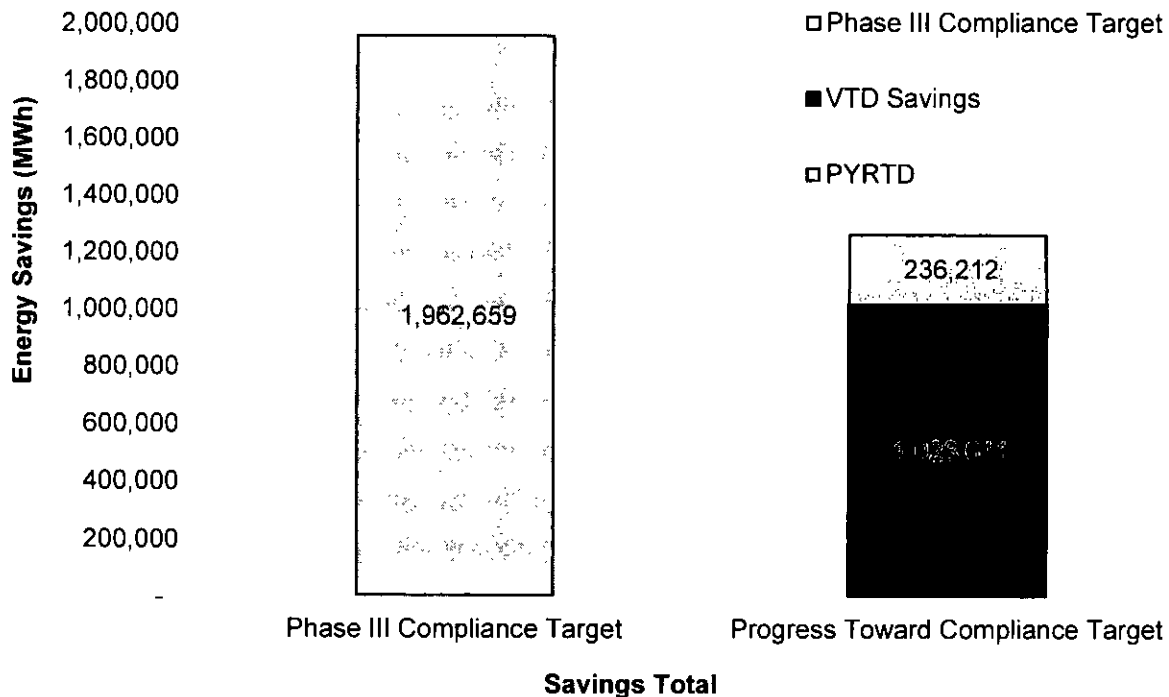 2,000,000
1,800,000
1,600,000
1,400,000
1,200,000
1,000,000
800,000
600,000
400,000
200,000
-
Energy Savings (MWh)
Phase III Compliance Target
VTD Savings
PYRTD
1,962,659
236,212
Phase III Compliance Target
Progress Toward Compliance Target
Savings Total